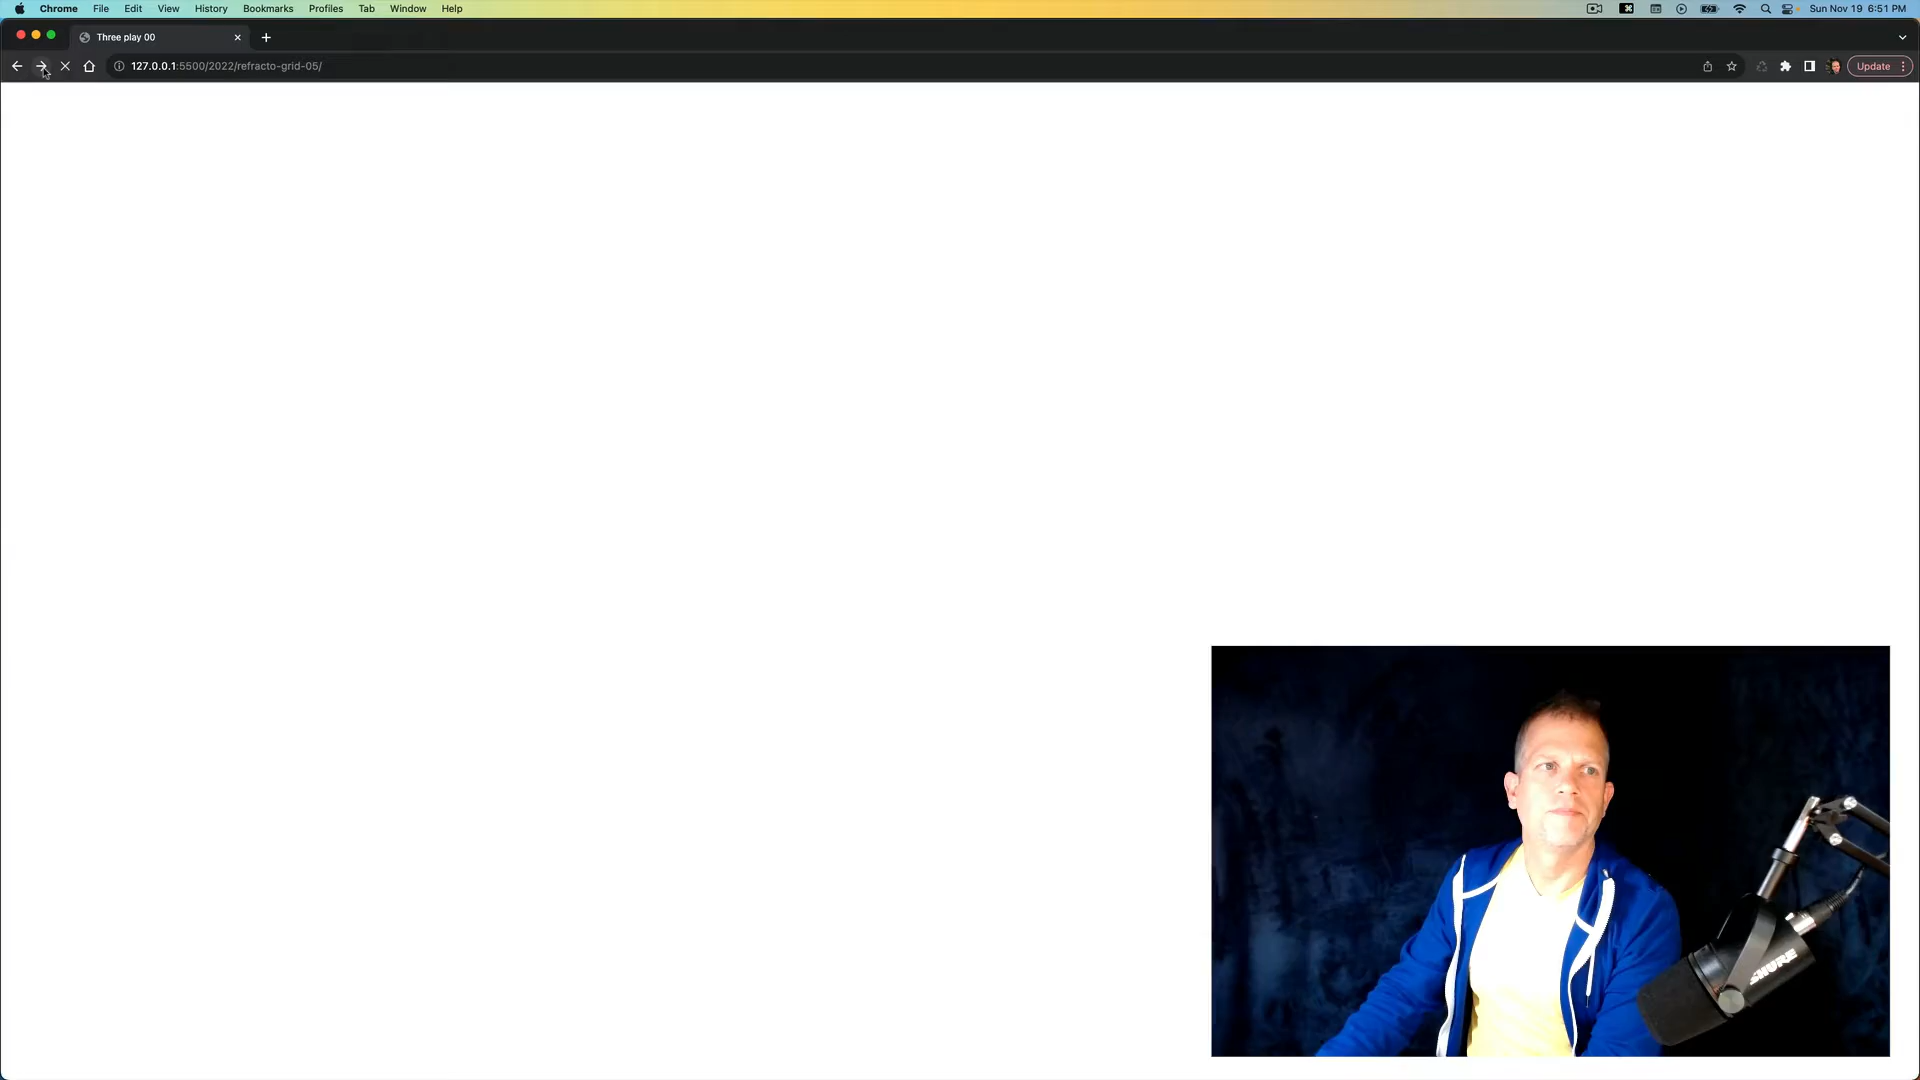 Chrome File Edit View History Bookmarks Profiles Tab Window Help Sun Nov 19 6:51 PM
Three play 00
127.0.0.1:5500/2022/refracto-grid-05/ Update
SHURE